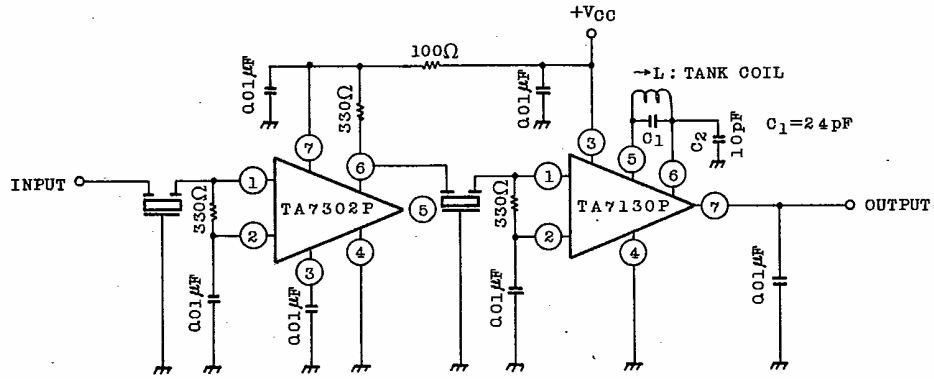 +VCC
100Ω
0.01μF
330Ω
0.01μF
→L: TANK COIL
C1
C2
10pF
C1=24pF
7
6
3
5
6
INPUT
330Ω
1
2
TA7302P
5
3
4
0.01μF
0.01μF
330Ω
1
2
TA7130P
7
4
0.01μF
OUTPUT
0.01μF